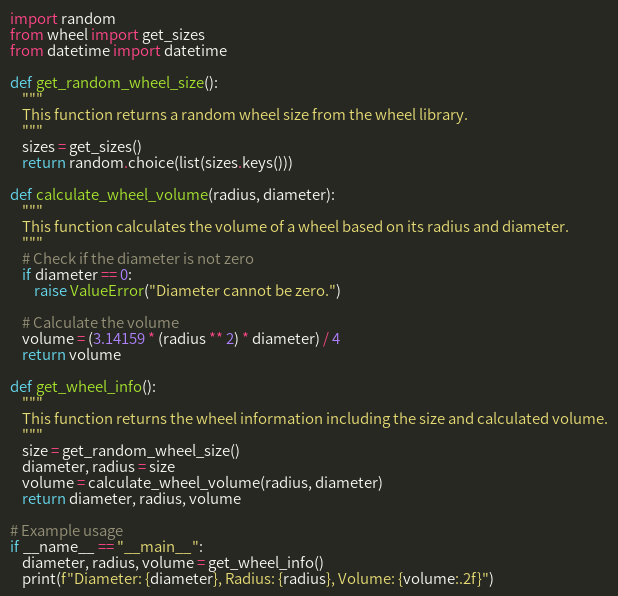 import random
from wheel import get_sizes
from datetime import datetime

def get_random_wheel_size():
    """
    This function returns a random wheel size from the wheel library.
    """
    sizes = get_sizes()
    return random.choice(list(sizes.keys()))

def calculate_wheel_volume(radius, diameter):
    """
    This function calculates the volume of a wheel based on its radius and diameter.
    """
    # Check if the diameter is not zero
    if diameter == 0:
        raise ValueError("Diameter cannot be zero.")

    # Calculate the volume
    volume = (3.14159 * (radius ** 2) * diameter) / 4
    return volume

def get_wheel_info():
    """
    This function returns the wheel information including the size and calculated volume.
    """
    size = get_random_wheel_size()
    diameter, radius = size
    volume = calculate_wheel_volume(radius, diameter)
    return diameter, radius, volume

# Example usage
if __name__ == "__main__":
    diameter, radius, volume = get_wheel_info()
    print(f"Diameter: {diameter}, Radius: {radius}, Volume: {volume:.2f}")